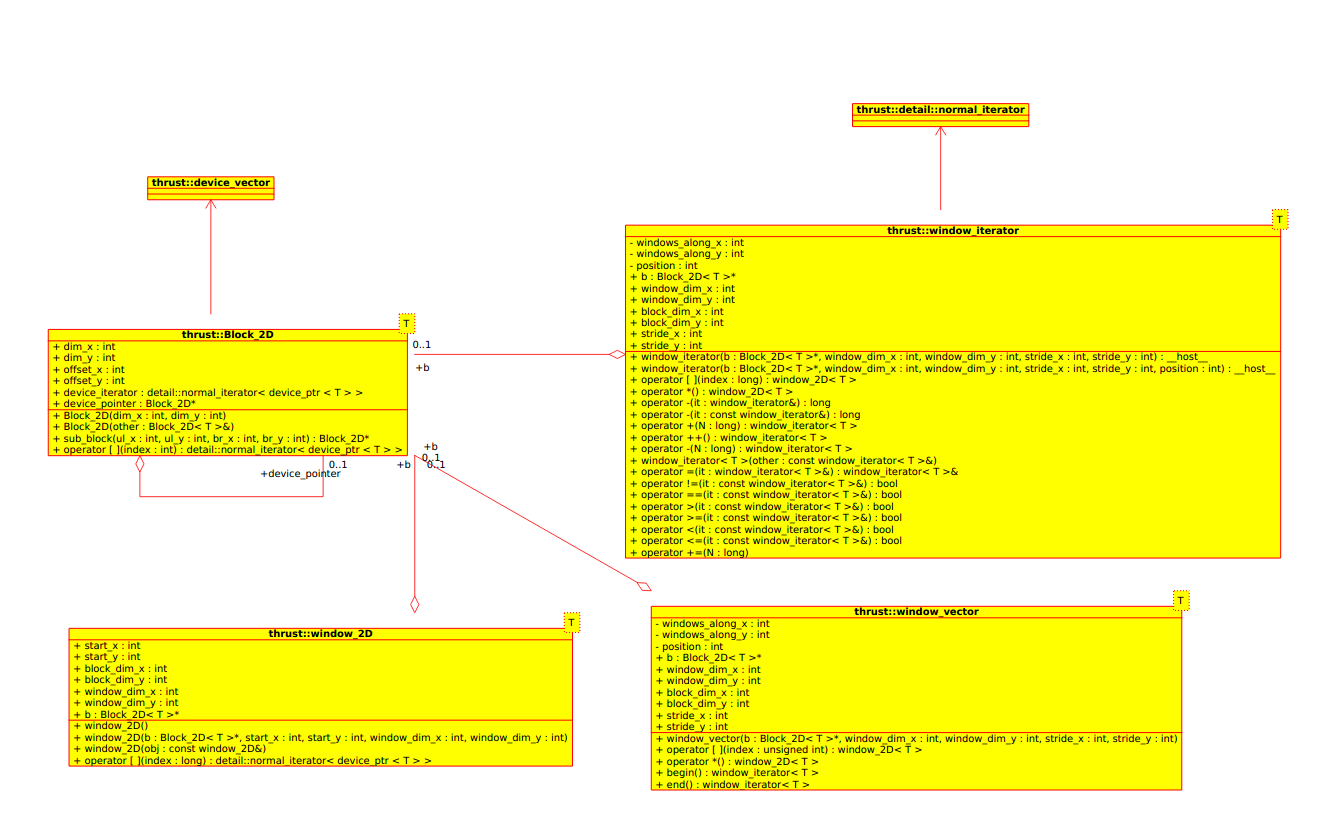 thrust::detail::normal_iterator
thrust::device_vector
T
thrust::window_iterator
- windows_along_x : int
- windows_along_y : int
- position : int
+ b : Block_2D< T >*
+ window_dim_x : int
+ window_dim_y : int
+ block_dim_x : int
+ block_dim_y : int
+ stride_x : int
+ stride_y : int
+ window_iterator(b : Block_2D< T >*, window_dim_x : int, window_dim_y : int, stride_x : int, stride_y : int) : __host__
+ window_iterator(b : Block_2D< T >*, window_dim_x : int, window_dim_y : int, stride_x : int, stride_y : int, position : int) : __host__
+ operator [ ](index : long) : window_2D< T >
+ operator *() : window_2D< T >
+ operator -(it : window_iterator&) : long
+ operator -(it : const window_iterator&) : long
+ operator +(N : long) : window_iterator< T >
+ operator ++() : window_iterator< T >
+ operator -(N : long) : window_iterator< T >
+ window_iterator< T >(other : const window_iterator< T >&)
+ operator =(it : window_iterator< T >&) : window_iterator< T >&
+ operator !=(it : const window_iterator< T >&) : bool
+ operator ==(it : const window_iterator< T >&) : bool
+ operator >(it : const window_iterator< T >&) : bool
+ operator >=(it : const window_iterator< T >&) : bool
+ operator <(it : const window_iterator< T >&) : bool
+ operator <=(it : const window_iterator< T >&) : bool
+ operator +=(N : long)
T
thrust::Block_2D
+ dim_x : int
+ dim_y : int
+ offset_x : int
+ offset_y : int
+ device_iterator : detail::normal_iterator< device_ptr < T > >
+ device_pointer : Block_2D*
+ Block_2D(dim_x : int, dim_y : int)
+ Block_2D(other : Block_2D< T >&)
+ sub_block(ul_x : int, ul_y : int, br_x : int, br_y : int) : Block_2D*
+ operator [ ](index : int) : detail::normal_iterator< device_ptr < T > >
0..1
+b
+b
0..1
0..1
+b
0..1
+device_pointer
T
thrust::window_2D
+ start_x : int
+ start_y : int
+ block_dim_x : int
+ block_dim_y : int
+ window_dim_x : int
+ window_dim_y : int
+ b : Block_2D< T >*
+ window_2D()
+ window_2D(b : Block_2D< T >*, start_x : int, start_y : int, window_dim_x : int, window_dim_y : int)
+ window_2D(obj : const window_2D&)
+ operator [ ](index : long) : detail::normal_iterator< device_ptr < T > >
T
thrust::window_vector
- windows_along_x : int
- windows_along_y : int
- position : int
+ b : Block_2D< T >*
+ window_dim_x : int
+ window_dim_y : int
+ block_dim_x : int
+ block_dim_y : int
+ stride_x : int
+ stride_y : int
+ window_vector(b : Block_2D< T >*, window_dim_x : int, window_dim_y : int, stride_x : int, stride_y : int)
+ operator [ ](index : unsigned int) : window_2D< T >
+ operator *() : window_2D< T >
+ begin() : window_iterator< T >
+ end() : window_iterator< T >